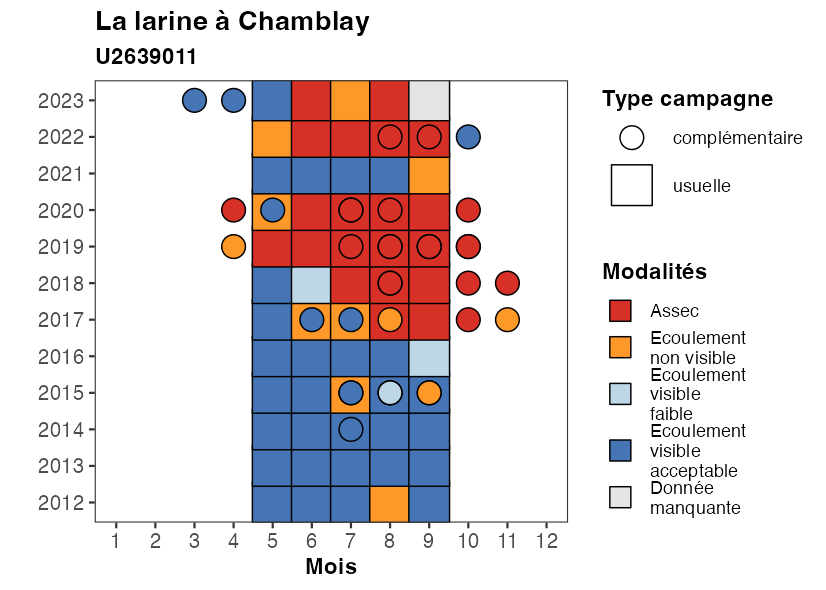 La larine à Chamblay
U2639011
2023
2022
2021
2020
2019
2018
2017
2016
2015
2014
2013
2012
1 2 3 4 5 6 7 8 9 10 11 12
Mois
Type campagne
complémentaire
usuelle
Modalités
Assec
Ecoulement
non visible
Ecoulement
visible
faible
Ecoulement
visible
acceptable
Donnée
manquante